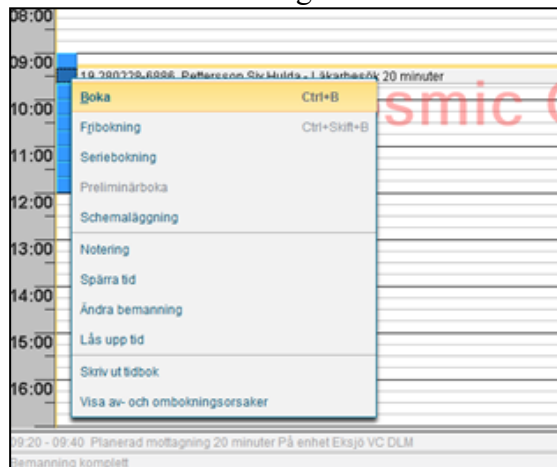 08:00
09:00
19 280228-6886 Pettersson Siv Hulda - Läkarbesök 20 minuter
Boka Ctrl+B
smic
10:00
Fribokning Ctrl+Skift+B
11:00
Seriebokning
Preliminärboka
12:00
Schemaläggning
13:00
Notering
Spärra tid
14:00
Ändra bemanning
15:00
Lås upp tid
Skriv ut tidbok
16:00
Visa av- och ombokningsorsaker
09:20 - 09:40 Planerad mottagning 20 minuter På enhet Eksjö VC DLM
Bemanning komplett